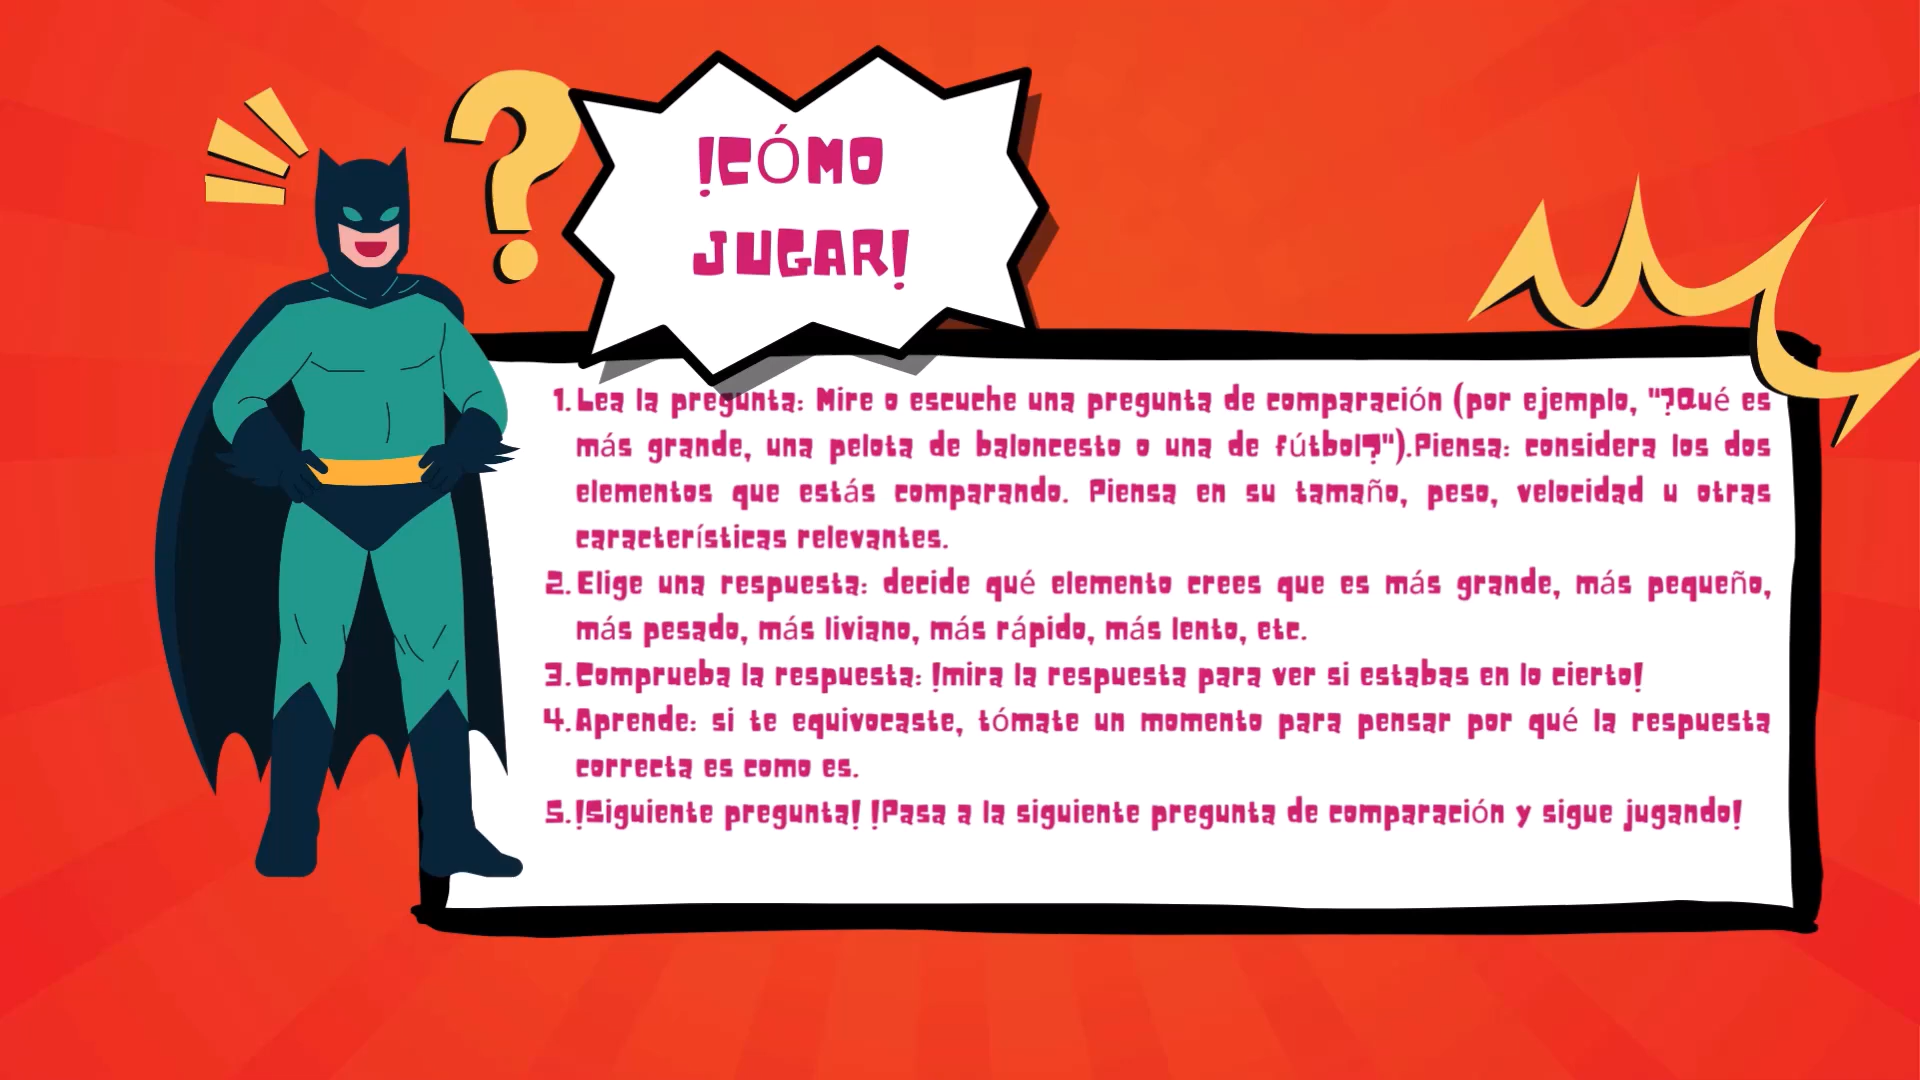 !CÓMO
JUGAR!
1. Lea la pregunta: Mire o escuche una pregunta de comparación (por ejemplo, "?Qué es
más grande, una pelota de baloncesto o una de fútbol?").Piensa: considera los dos
elementos que estás comparando. Piensa en su tamaño, peso, velocidad u otras
características relevantes.
2. Elige una respuesta: decide qué elemento crees que es más grande, más pequeño,
más pesado, más liviano, más rápido, más lento, etc.
3. Comprueba la respuesta: !mira la respuesta para ver si estabas en lo cierto!
4. Aprende: si te equivocaste, tómate un momento para pensar por qué la respuesta
correcta es como es.
5. !Siguiente pregunta! !Pasa a la siguiente pregunta de comparación y sigue jugando!